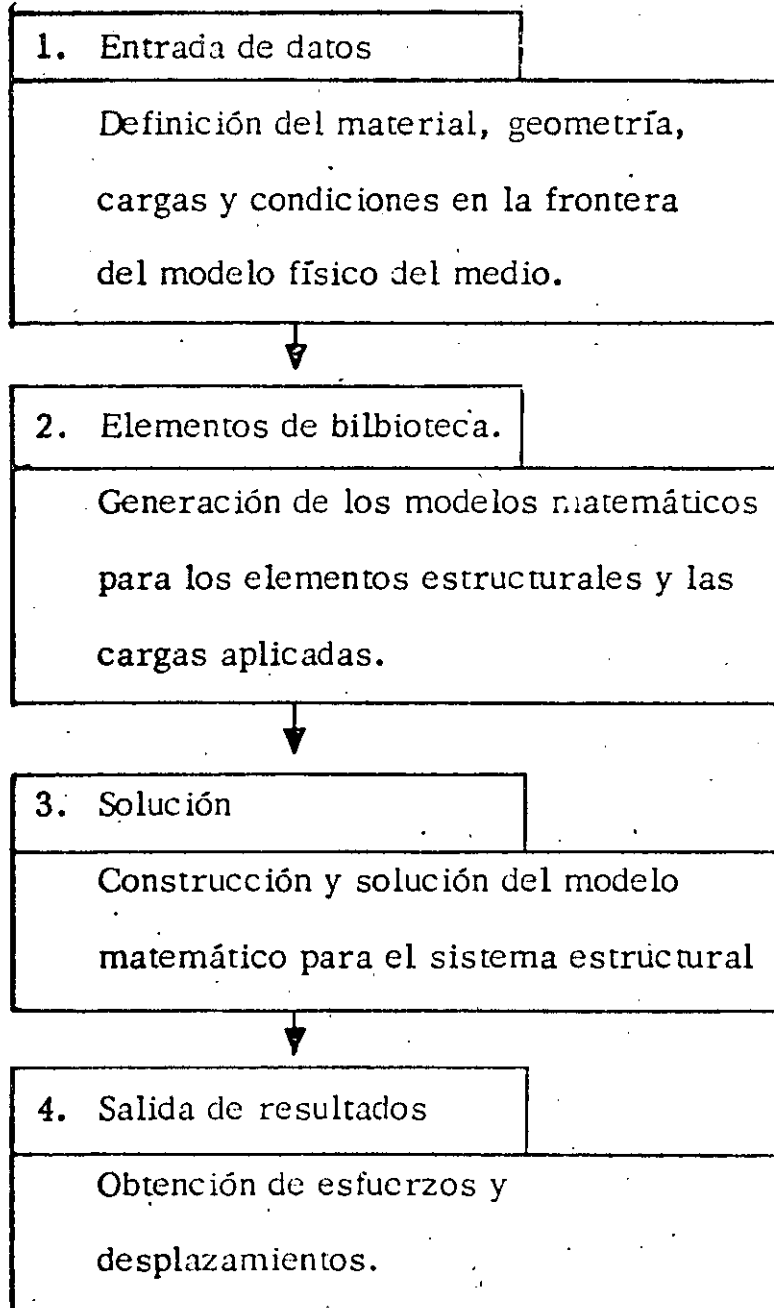 1. Entrada de datos
Definición del material, geometría,
cargas y condiciones en la frontera
del modelo físico del medio.
2. Elementos de bilbioteca.
Generación de los modelos matemáticos
para los elementos estructurales y las
cargas aplicadas.
3. Solución
Construcción y solución del modelo
matemático para el sistema estructural
4. Salida de resultados
Obtención de esfuerzos y
desplazamientos.